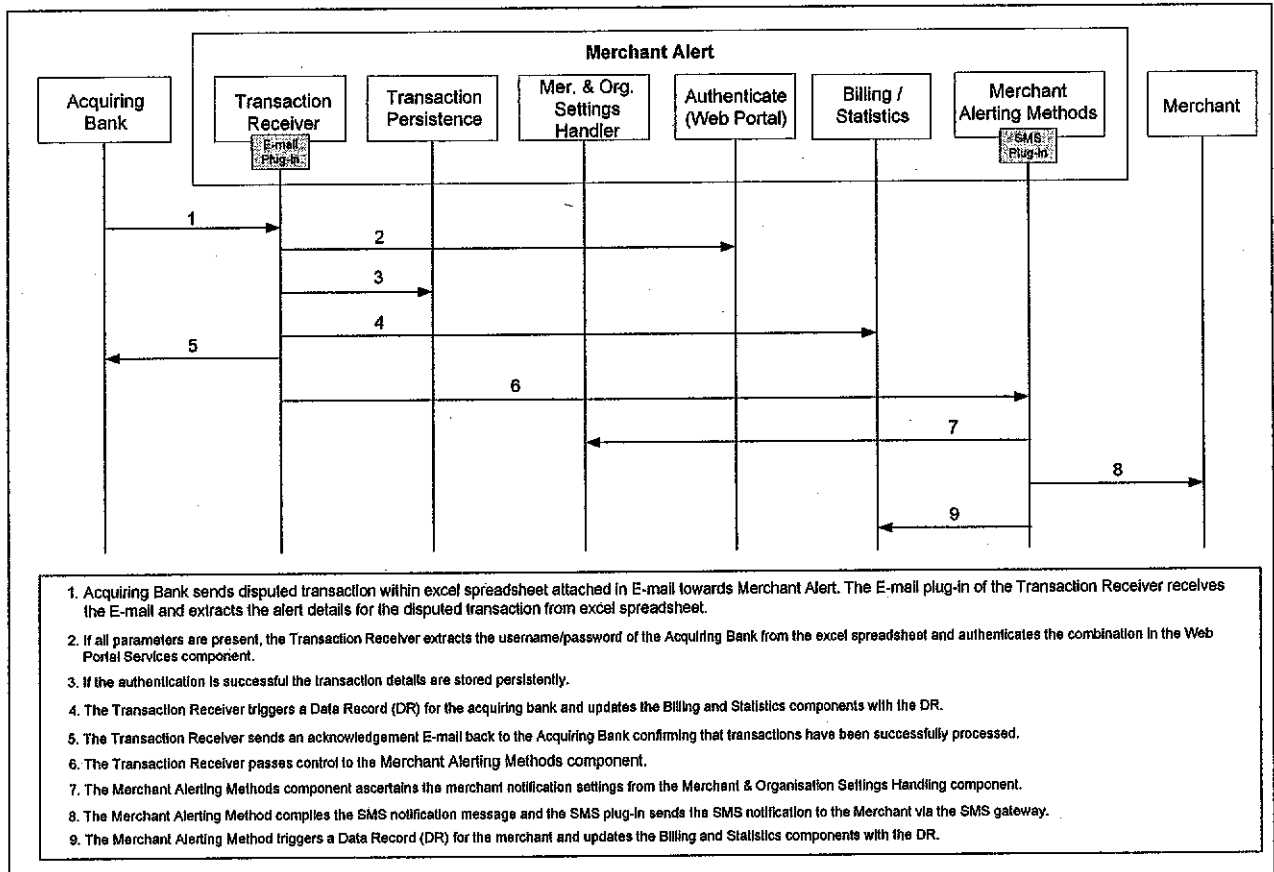 Merchant Alert
Acquiring
Bank
Transaction
Receiver
E-mail
Plug-In
Transaction
Persistence
Mer. & Org.
Settings
Handler
Authenticate
(Web Portal)
Billing /
Statistics
Merchant
Alerting Methods
SMS
Plug-In
Merchant
1
2
3
4
5
6
7
8
9
1. Acquiring Bank sends disputed transaction within excel spreadsheet attached in E-mail towards Merchant Alert. The E-mail plug-in of the Transaction Receiver receives
the E-mail and extracts the alert details for the disputed transaction from excel spreadsheet.
2. If all parameters are present, the Transaction Receiver extracts the username/password of the Acquiring Bank from the excel spreadsheet and authenticates the combination in the Web
Portal Services component.
3. If the authentication is successful the transaction details are stored persistently.
4. The Transaction Receiver triggers a Data Record (DR) for the acquiring bank and updates the Billing and Statistics components with the DR.
5. The Transaction Receiver sends an acknowledgement E-mail back to the Acquiring Bank confirming that transactions have been successfully processed.
6. The Transaction Receiver passes control to the Merchant Alerting Methods component.
7. The Merchant Alerting Methods component ascertains the merchant notification settings from the Merchant & Organisation Settings Handling component.
8. The Merchant Alerting Method compiles the SMS notification message and the SMS plug-in sends the SMS notification to the Merchant via the SMS gateway.
9. The Merchant Alerting Method triggers a Data Record (DR) for the merchant and updates the Billing and Statistics components with the DR.